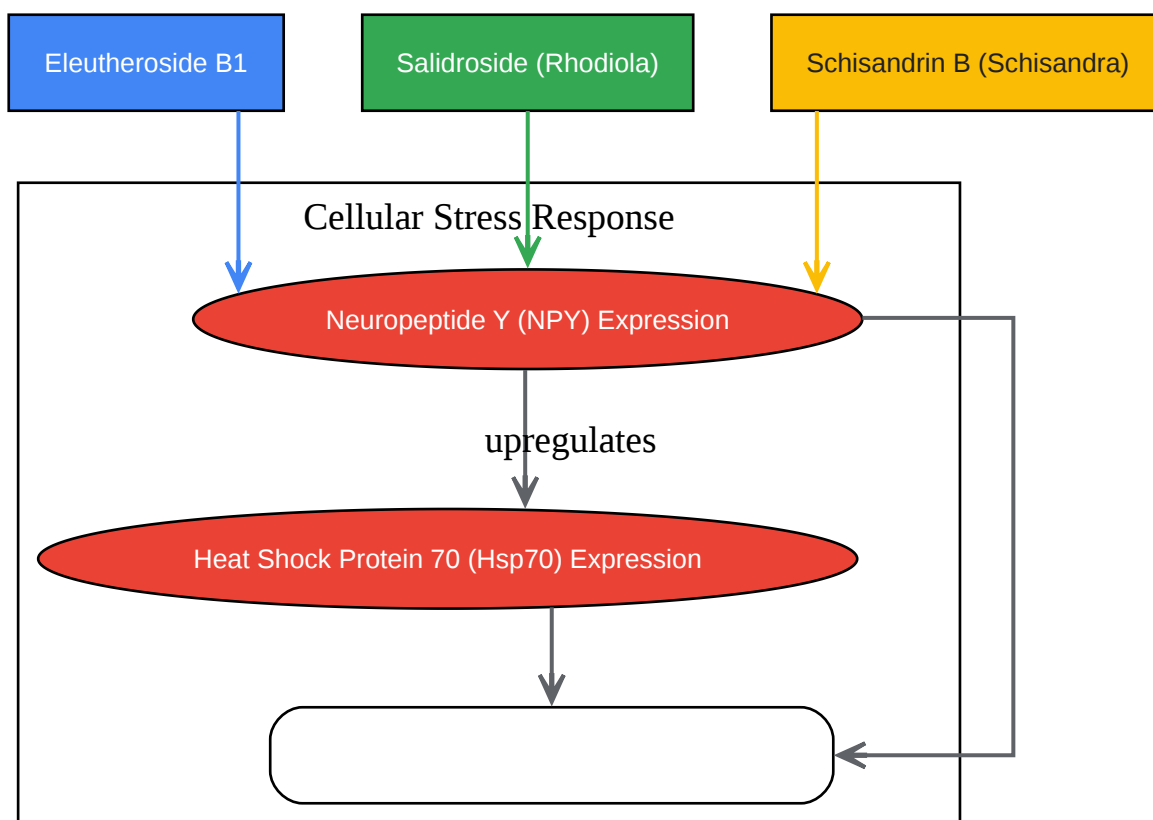 Eleutheroside B1
Salidroside (Rhodiola)
Schisandrin B (Schisandra)
Cellular Stress Response
Neuropeptide Y (NPY) Expression
upregulates
Heat Shock Protein 70 (Hsp70) Expression